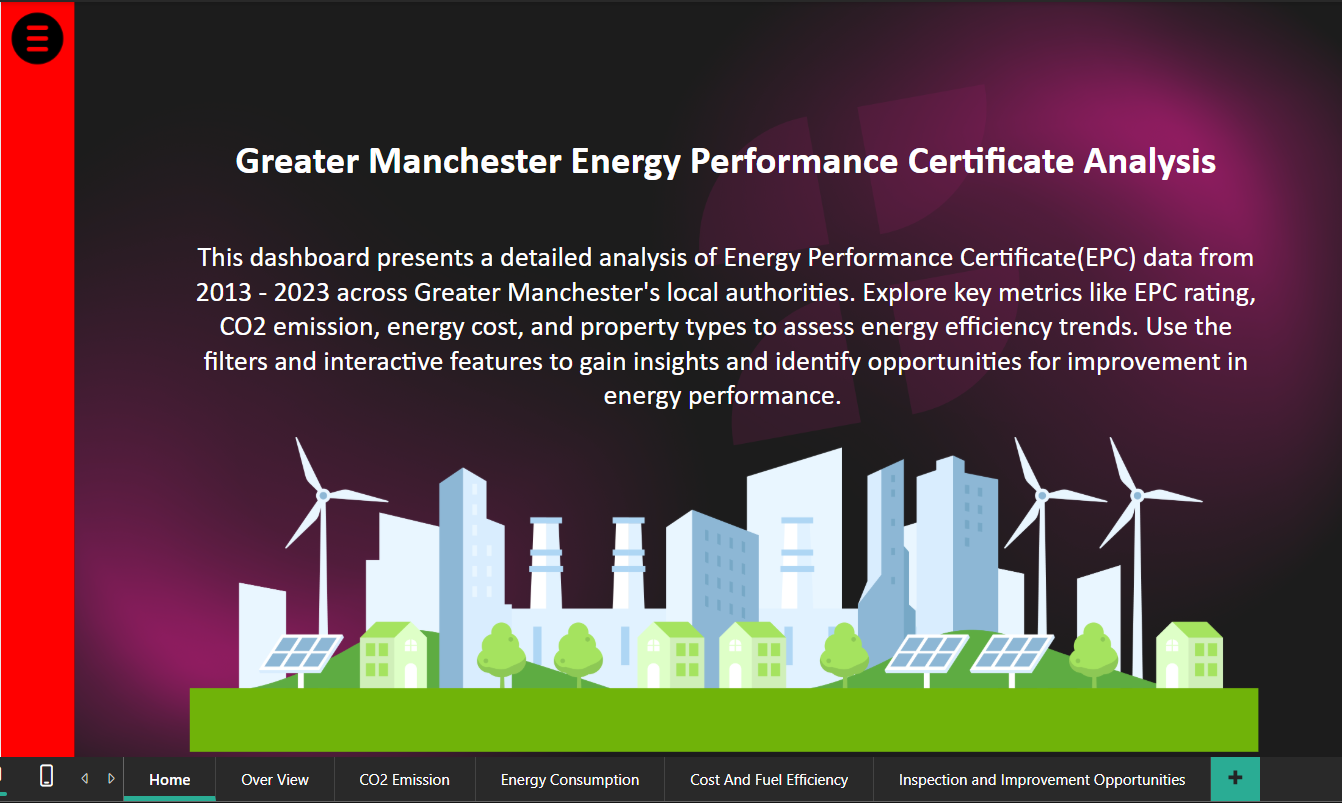 Greater Manchester Energy Performance Certificate Analysis
This dashboard presents a detailed analysis of Energy Performance Certificate(EPC) data from
2013 - 2023 across Greater Manchester's local authorities. Explore key metrics like EPC rating,
CO2 emission, energy cost, and property types to assess energy efficiency trends. Use the
filters and interactive features to gain insights and identify opportunities for improvement in
energy performance.
Home
Over View
CO2 Emission
Energy Consumption
Cost And Fuel Efficiency
Inspection and Improvement Opportunities